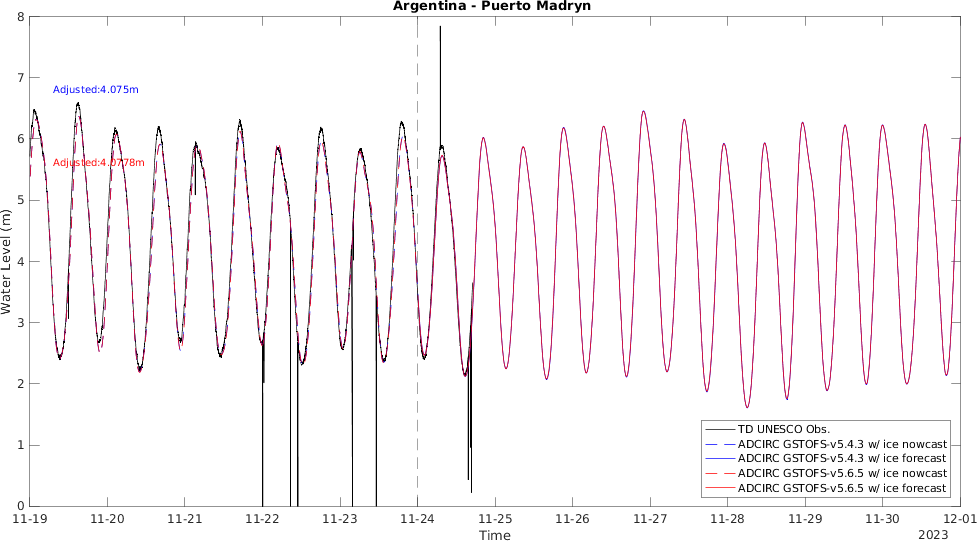 Argentina - Puerto Madryn
8
7
6
5
4
3
2
1
0
Water Level (m)
Adjusted:4.075m
Adjusted:4.0778m
TD UNESCO Obs.
ADCIRC GSTOFS-v5.4.3 w/ ice nowcast
ADCIRC GSTOFS-v5.4.3 w/ ice forecast
ADCIRC GSTOFS-v5.6.5 w/ ice nowcast
ADCIRC GSTOFS-v5.6.5 w/ ice forecast
11-19 11-20 11-21 11-22 11-23 11-24 11-25 11-26 11-27 11-28 11-29 11-30 12-01
Time
2023